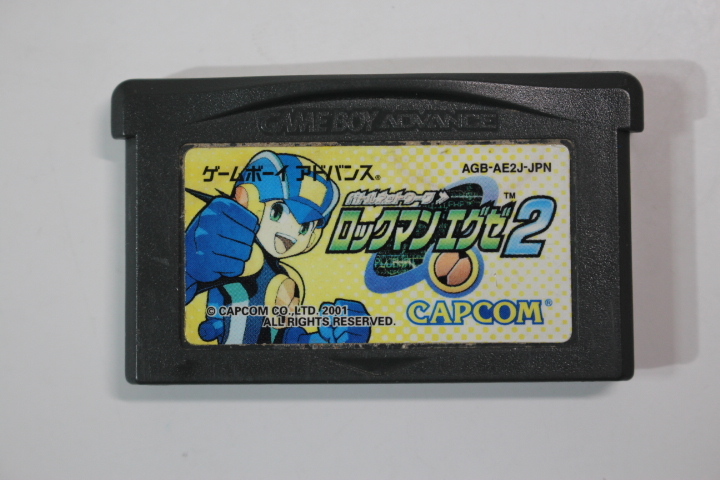 GAME BOY ADVANCE
ゲームボーイ アドバンス®
AGB-AE2J-JPN
バトルネットワーク
ロックマン エグゼ 2™
© CAPCOM CO., LTD. 2001
ALL RIGHTS RESERVED.
CAPCOM®